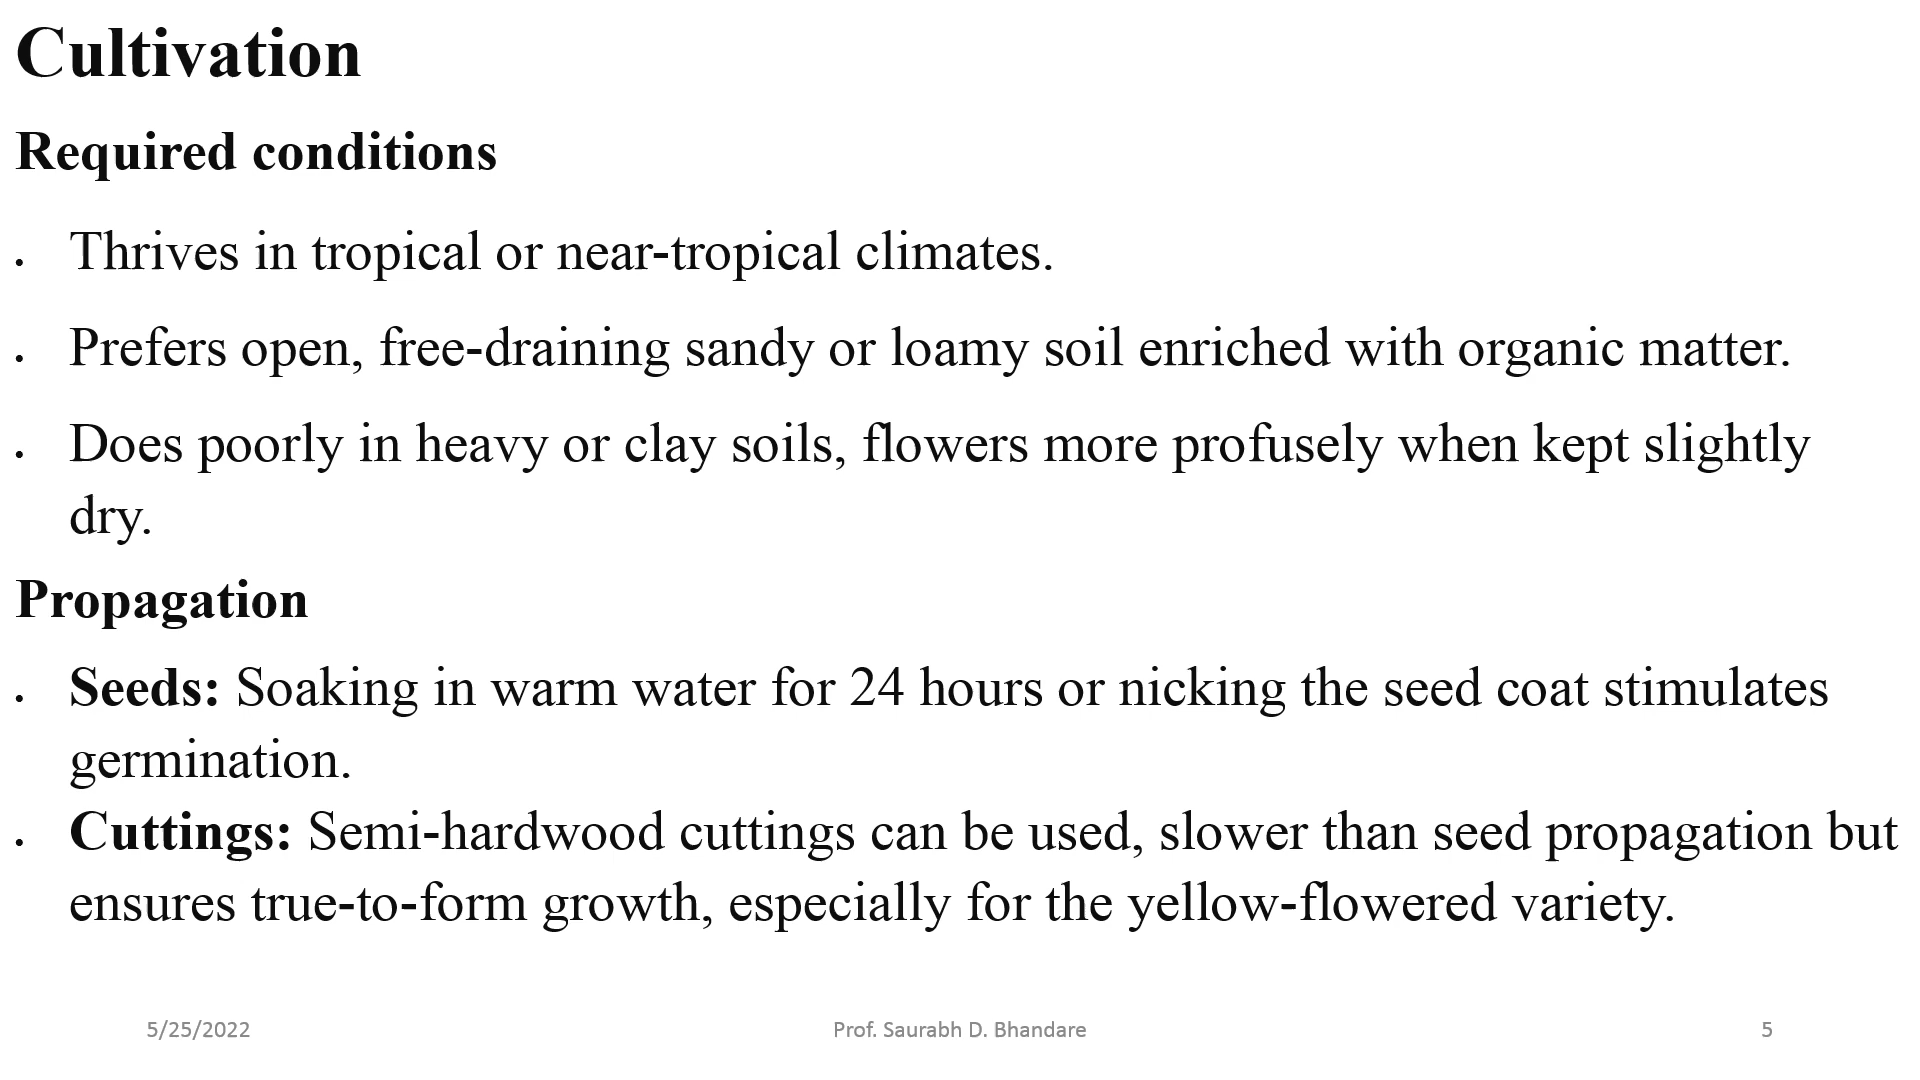 Cultivation
Required conditions
• Thrives in tropical or near-tropical climates.
• Prefers open, free-draining sandy or loamy soil enriched with organic matter.
• Does poorly in heavy or clay soils, flowers more profusely when kept slightly
dry.
Propagation
• Seeds: Soaking in warm water for 24 hours or nicking the seed coat stimulates
germination.
• Cuttings: Semi-hardwood cuttings can be used, slower than seed propagation but
ensures true-to-form growth, especially for the yellow-flowered variety.
5/25/2022
Prof. Saurabh D. Bhandare
5